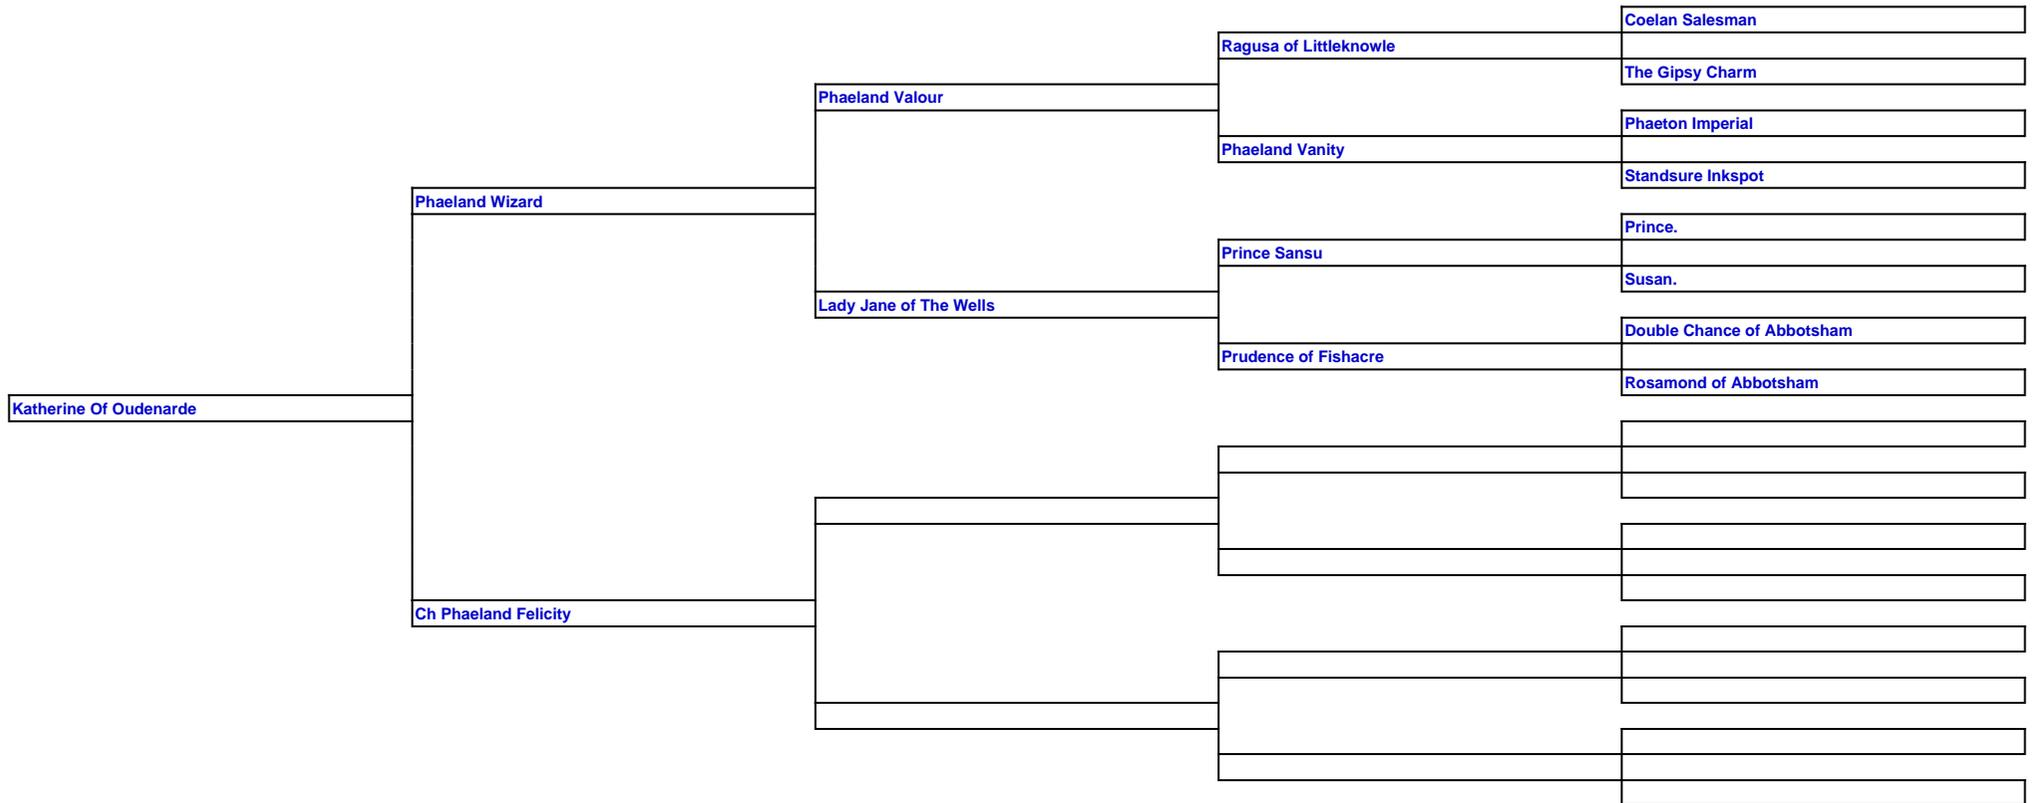 Coelan Salesman
Ragusa of Littleknowle
The Gipsy Charm
Phaeland Valour
Phaeton Imperial
Phaeland Vanity
Standsure Inkspot
Phaeland Wizard
Prince.
Prince Sansu
Susan.
Lady Jane of The Wells
Double Chance of Abbotsham
Prudence of Fishacre
Rosamond of Abbotsham
Katherine Of Oudenarde
Ch Phaeland Felicity